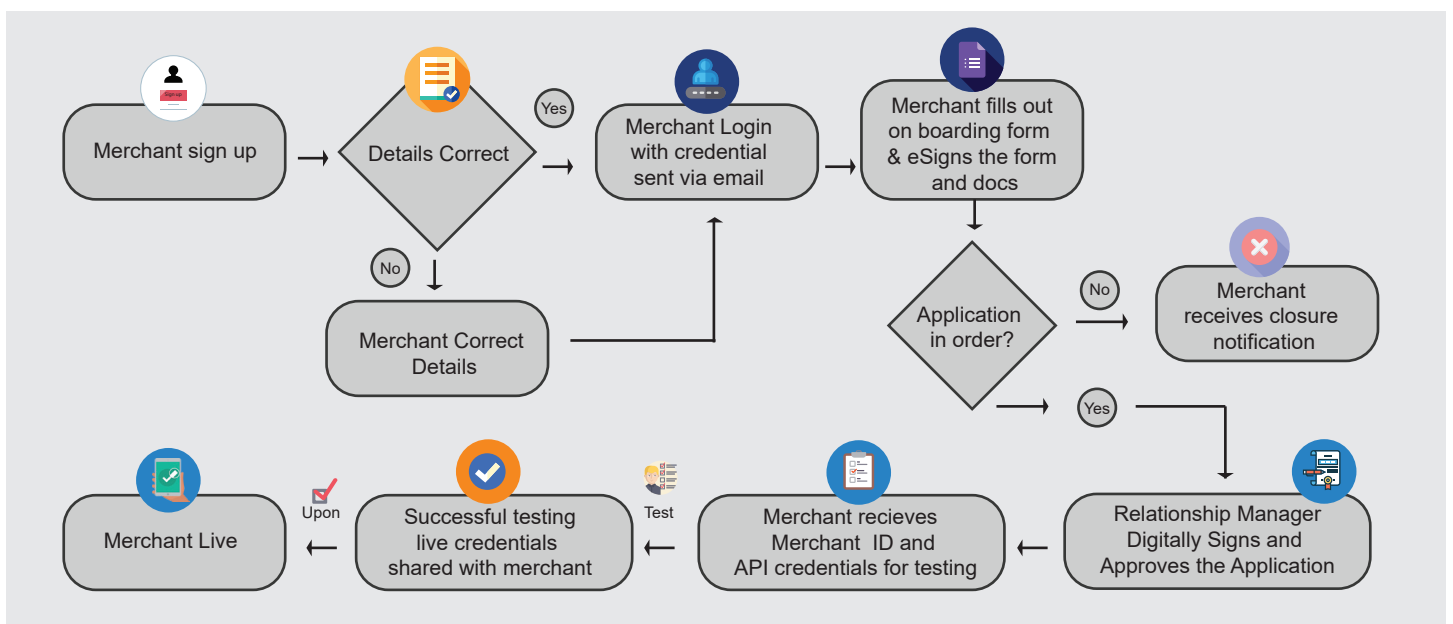 Sign up
Merchant sign up
Details Correct
Yes
Merchant Login
with credential
sent via email
Merchant fills out
on boarding form
& eSigns the form
and docs
No
Merchant Correct
Details
Application
in order?
No
Merchant
receives closure
notification
Yes
Relationship Manager
Digitally Signs and
Approves the Application
Merchant recieves
Merchant ID and
API credentials for testing
Test
Successful testing
live credentials
shared with merchant
Upon
Merchant Live